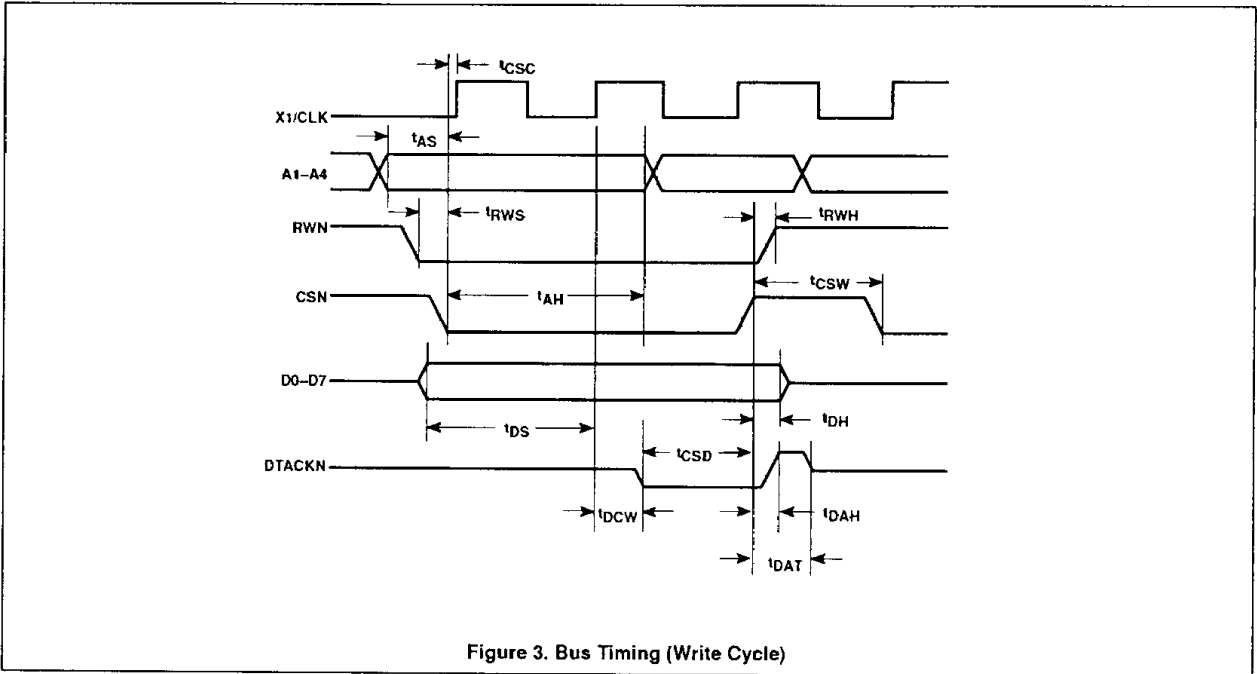 tCSC
X1/CLK
tAS
A1–A4
tRWS
tRWH
RWN
tCSW
CSN
tAH
D0–D7
tDH
tDS
tCSD
DTACKN
tDCW
tDAH
tDAT
Figure 3. Bus Timing (Write Cycle)